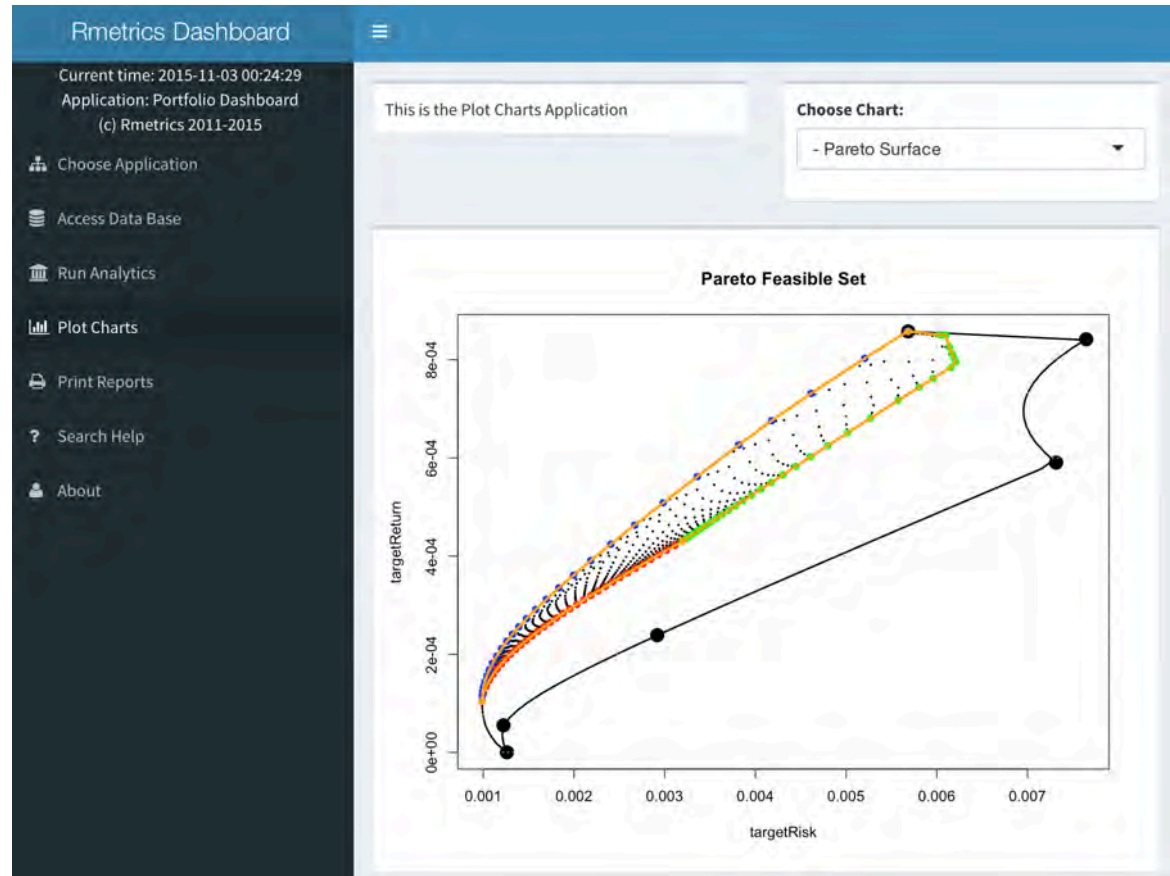 Rmetrics Dashboard
Current time: 2015-11-03 00:24:29
Application: Portfolio Dashboard
(c) Rmetrics 2011-2015
Choose Application
Access Data Base
Run Analytics
Plot Charts
Print Reports
? Search Help
About
This is the Plot Charts Application
Choose Chart:
- Pareto Surface
Pareto Feasible Set
targetReturn
8e-04
6e-04
4e-04
2e-04
0e+00
0.001 0.002 0.003 0.004 0.005 0.006 0.007
targetRisk